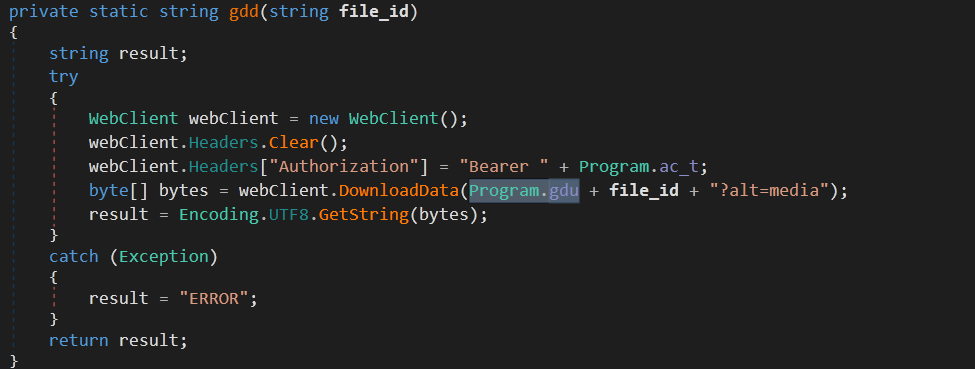 private static string gdd(string file_id)
{
    string result;
    try
    {
        WebClient webClient = new WebClient();
        webClient.Headers.Clear();
        webClient.Headers["Authorization"] = "Bearer " + Program.ac_t;
        byte[] bytes = webClient.DownloadData(Program.gdu + file_id + "?alt=media");
        result = Encoding.UTF8.GetString(bytes);
    }
    catch (Exception)
    {
        result = "ERROR";
    }
    return result;
}